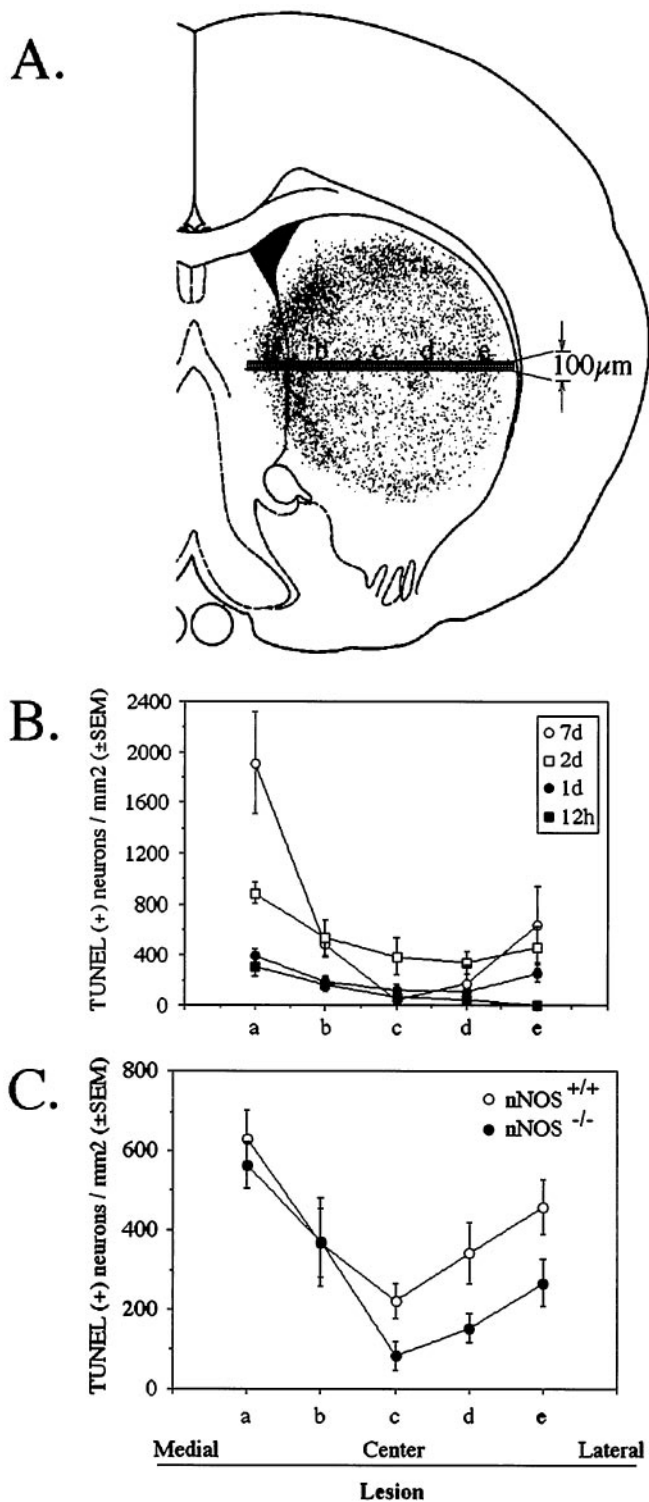 A.
a b c d e
100µm
B.
TUNEL (+) neurons / mm2 (±SEM)
2400
2000
1600
1200
800
400
0
7d
2d
1d
12h
a b c d e
C.
TUNEL (+) neurons / mm2 (±SEM)
800
600
400
200
0
nNOS +/+
nNOS -/-
a b c d e
Medial Center Lateral
Lesion